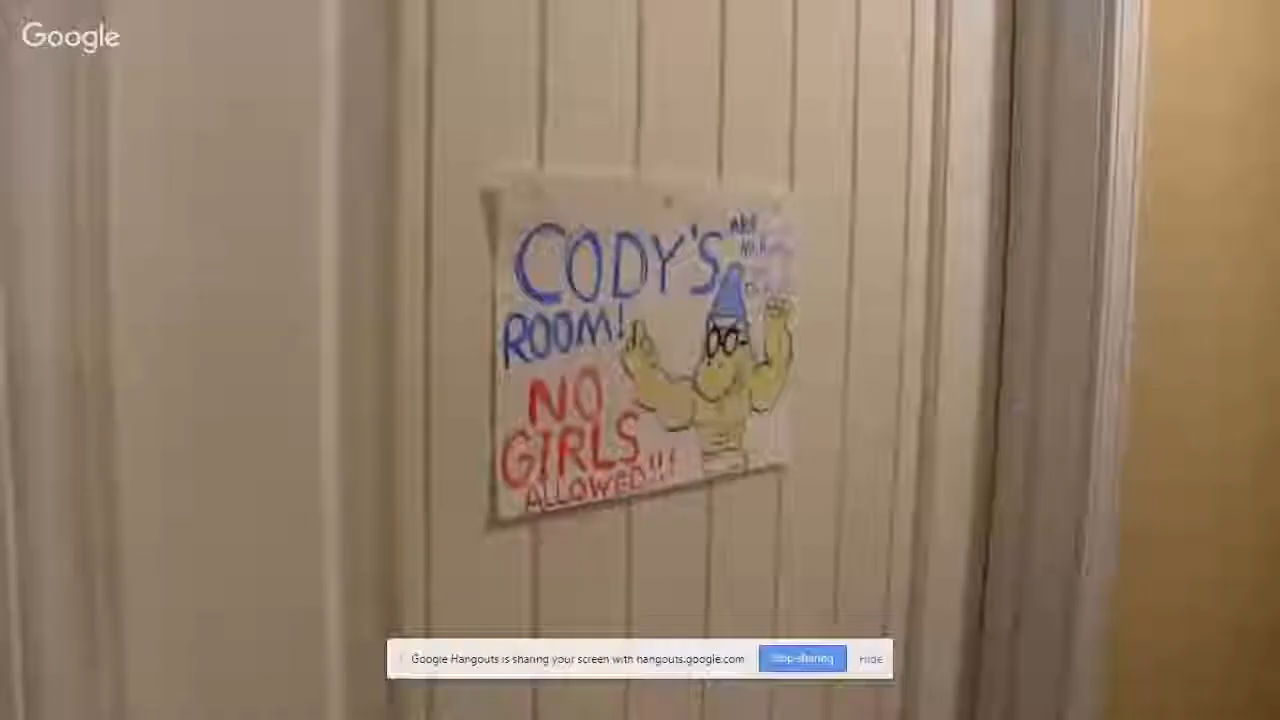 Google
CODY'S
ROOM!
NO
GIRLS
ALLOWED!!!
Google Hangouts is sharing your screen with hangouts.google.com
Stop sharing
Hide